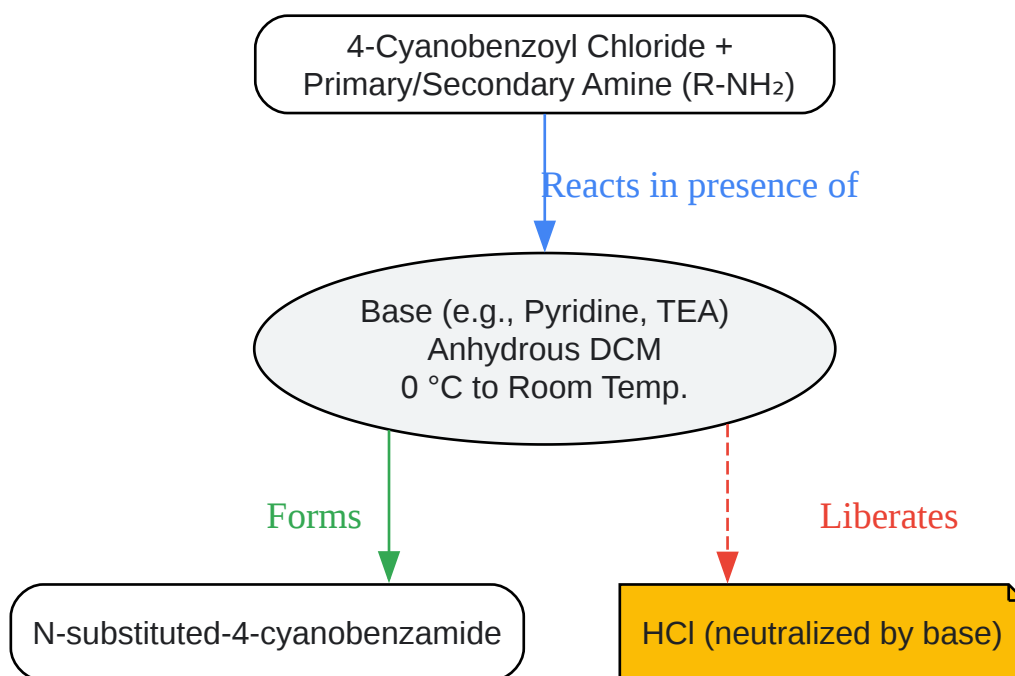 4-Cyanobenzoyl Chloride +
Primary/Secondary Amine (R-NH₂)
Reacts in presence of
Base (e.g., Pyridine, TEA)
Anhydrous DCM
0 °C to Room Temp.
Forms
Liberates
N-substituted-4-cyanobenzamide
HCl (neutralized by base)